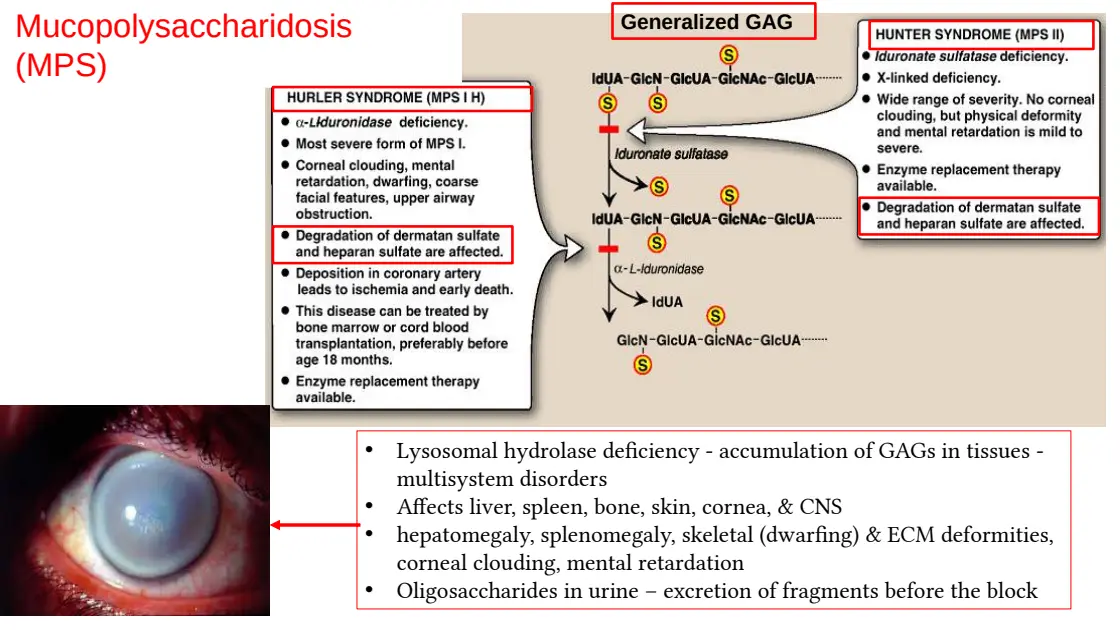 Mucopolysaccharidosis
(MPS)
Generalized GAG
HURLER SYNDROME (MPS I H)
• α-L-Iduronidase deficiency.
• Most severe form of MPS I.
• Corneal clouding, mental
retardation, dwarfing, coarse
facial features, upper airway
obstruction.
• Degradation of dermatan sulfate
and heparan sulfate are affected.
• Deposition in coronary artery
leads to ischemia and early death.
• This disease can be treated by
bone marrow or cord blood
transplantation, preferably before
age 18 months.
• Enzyme replacement therapy
available.
S
IdUA-GlcN-GlcUA-GlcNAc-GlcUA
S S
Iduronate sulfatase
S
S
IdUA-GlcN-GlcUA-GlcNAc-GlcUA
S
α-L-Iduronidase
IdUA
S
GlcN-GlcUA-GlcNAc-GlcUA
S
HUNTER SYNDROME (MPS II)
• Iduronate sulfatase deficiency.
• X-linked deficiency.
• Wide range of severity. No corneal
clouding, but physical deformity
and mental retardation is mild to
severe.
• Enzyme replacement therapy
available.
• Degradation of dermatan sulfate
and heparan sulfate are affected.
• Lysosomal hydrolase deficiency - accumulation of GAGs in tissues -
multisystem disorders
• Affects liver, spleen, bone, skin, cornea, & CNS
• hepatomegaly, splenomegaly, skeletal (dwarfing) & ECM deformities,
corneal clouding, mental retardation
• Oligosaccharides in urine – excretion of fragments before the block